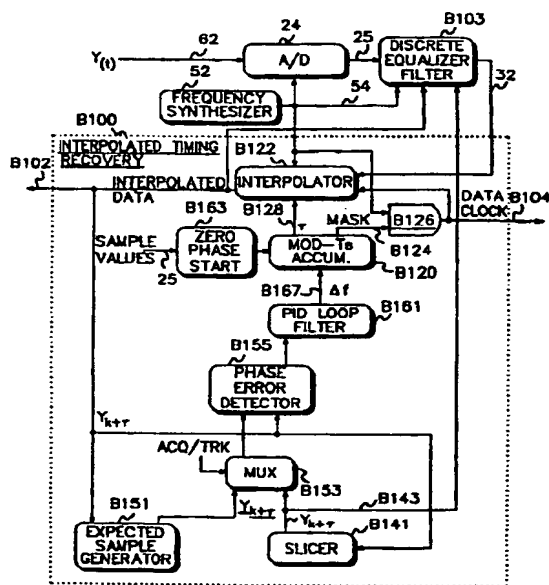 24
B103
62
25
Y(t)
A/D
DISCRETE
EQUALIZER
FILTER
52
54
32
FREQUENCY
SYNTHESIZER
B100
INTERPOLATED TIMING
RECOVERY
B122
B102
INTERPOLATOR
INTERPOLATED
DATA
DATA
CLOCK
B104
B163
B128
τ
MASK
B126
B124
SAMPLE
VALUES
25
ZERO
PHASE
START
MOD-Ts
ACCUM.
B120
B167
Δf
B161
PID LOOP
FILTER
B155
PHASE
ERROR
DETECTOR
Yk+τ
ACQ/TRK
MUX
B153
B143
B151
Yk+τ
Yk+τ
B141
EXPECTED
SAMPLE
GENERATOR
SLICER